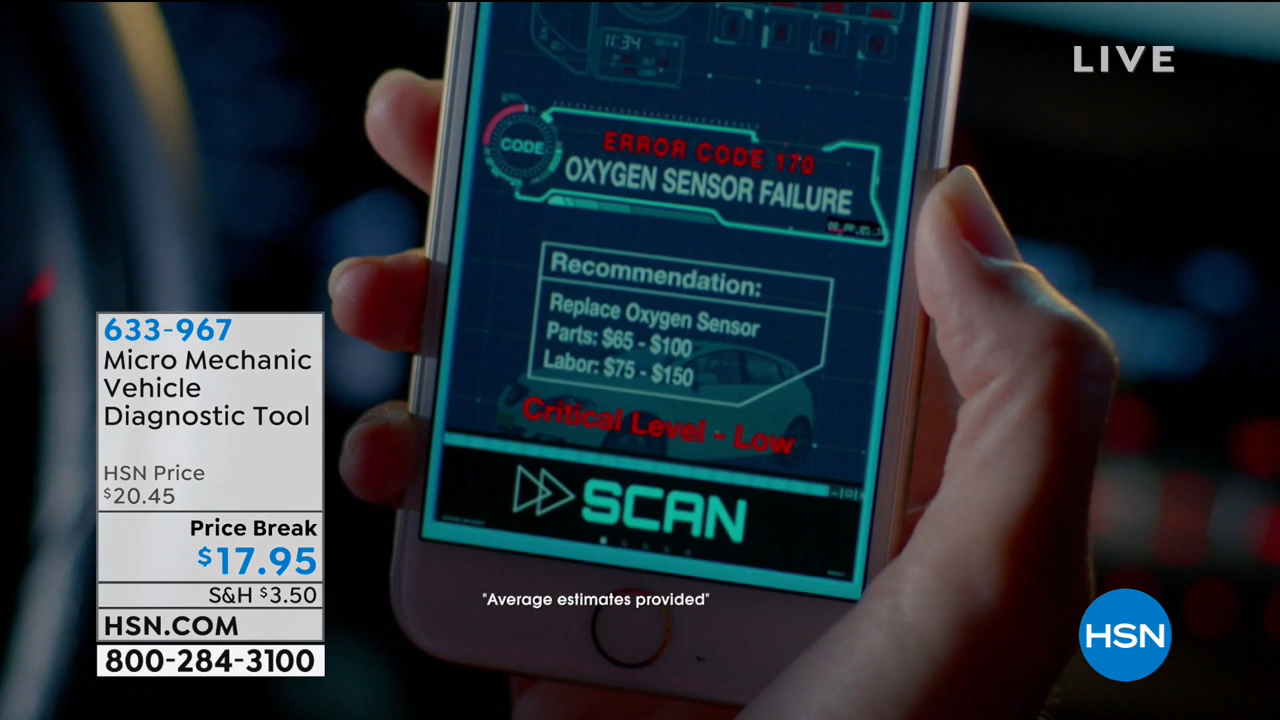 LIVE
11:34
CODE
ERROR CODE 170
OXYGEN SENSOR FAILURE
Recommendation:
Replace Oxygen Sensor
Parts: $65 - $100
Labor: $75 - $150
Critical Level - Low
SCAN
"Average estimates provided"
633-967
Micro Mechanic
Vehicle
Diagnostic Tool
HSN Price
$20.45
Price Break
$17.95
S&H $3.50
HSN.COM
800-284-3100
HSN